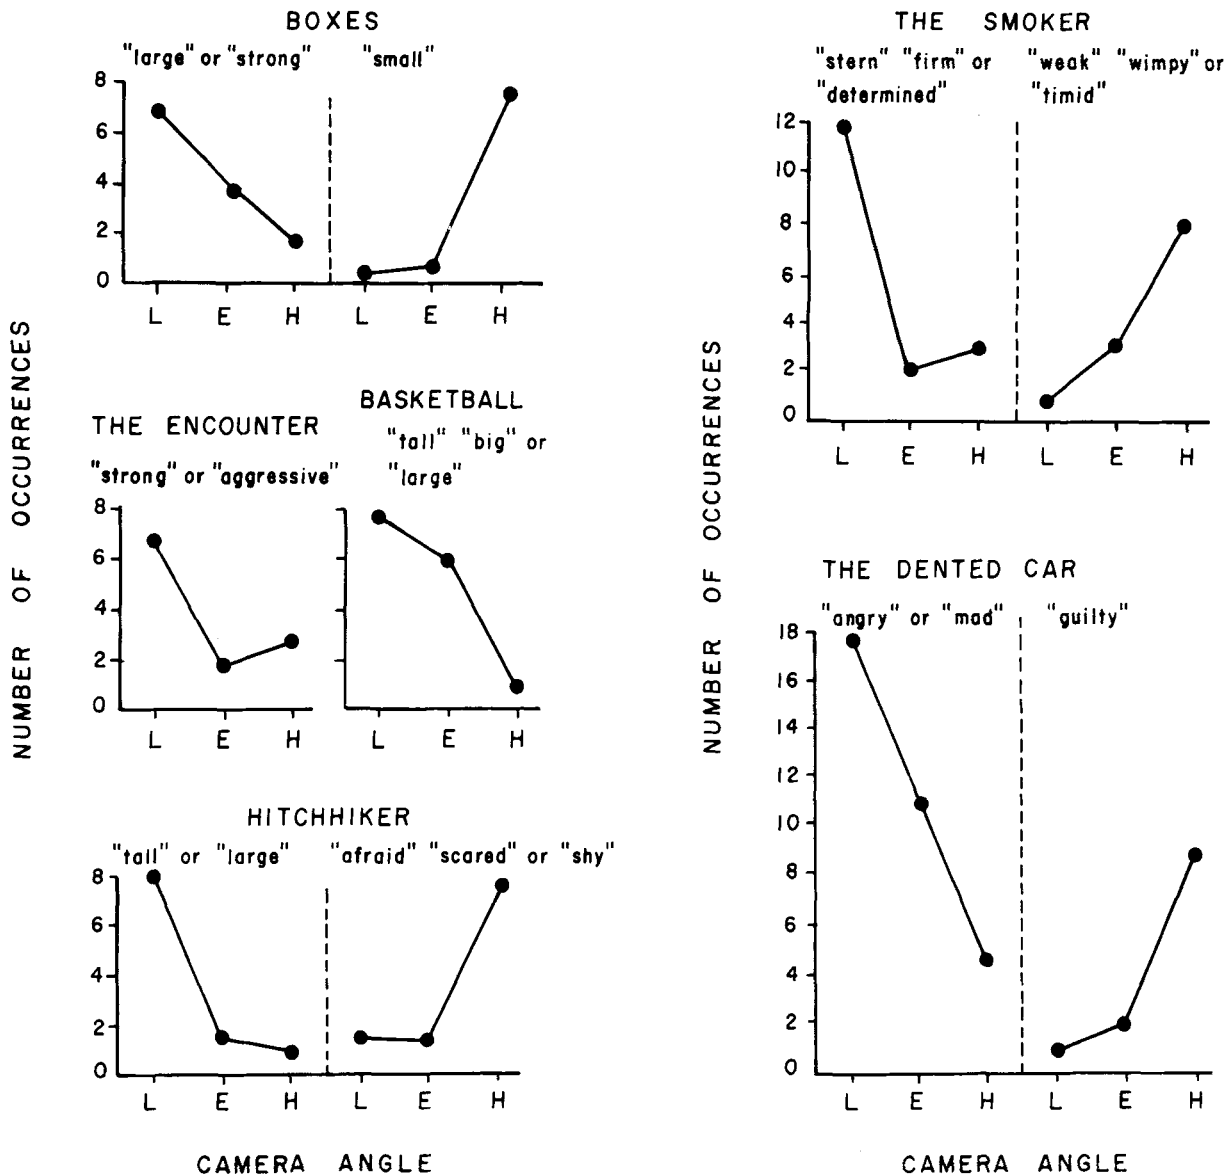 BOXES
"large" or "strong" "small"
8
6
4
2
0
L E H L E H
THE ENCOUNTER
"strong" or "aggressive"
8
6
4
2
0
L E H
BASKETBALL
"tall" "big" or
"large"
L E H
HITCHHIKER
"tall" or "large" "afraid" "scared" or "shy"
8
6
4
2
0
L E H L E H
NUMBER OF OCCURRENCES
CAMERA ANGLE
THE SMOKER
"stern" "firm" or "weak" "wimpy" or
"determined" "timid"
12
10
8
6
4
2
0
L E H L E H
THE DENTED CAR
"angry" or "mad" "guilty"
18
16
14
12
10
8
6
4
2
0
L E H L E H
NUMBER OF OCCURRENCES
CAMERA ANGLE